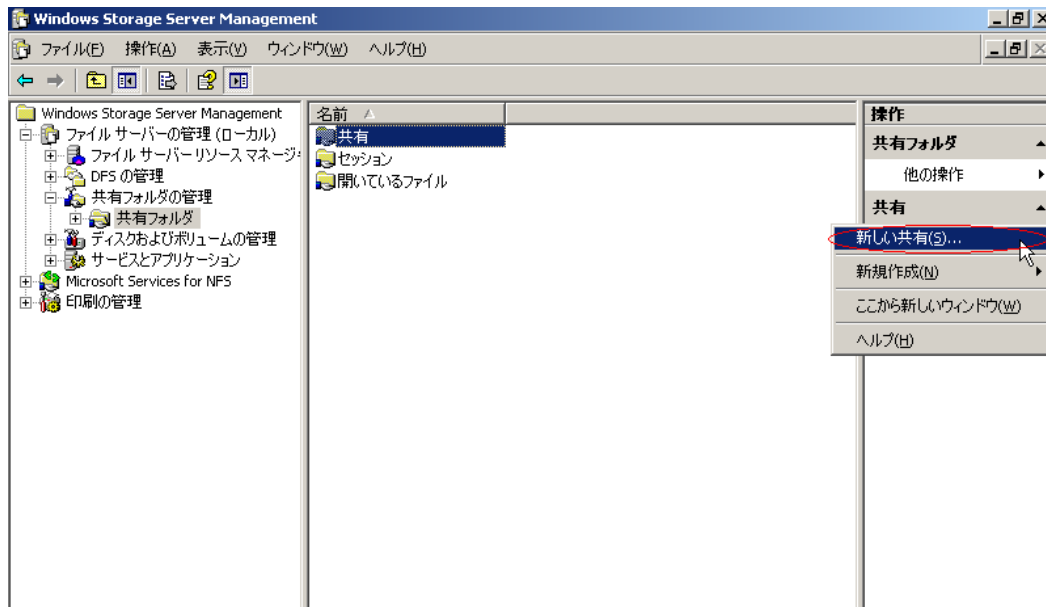 Windows Storage Server Management
ファイル(F) 操作(A) 表示(V) ウィンドウ(W) ヘルプ(H)
Windows Storage Server Management
ファイル サーバーの管理 (ローカル)
ファイル サーバー リソース マネージ
DFS の管理
共有フォルダの管理
共有フォルダ
ディスクおよびボリュームの管理
サービスとアプリケーション
Microsoft Services for NFS
印刷の管理
名前
共有
セッション
開いているファイル
操作
共有フォルダ
他の操作
共有
新しい共有(S)...
新規作成(N)
ここから新しいウィンドウ(W)
ヘルプ(H)